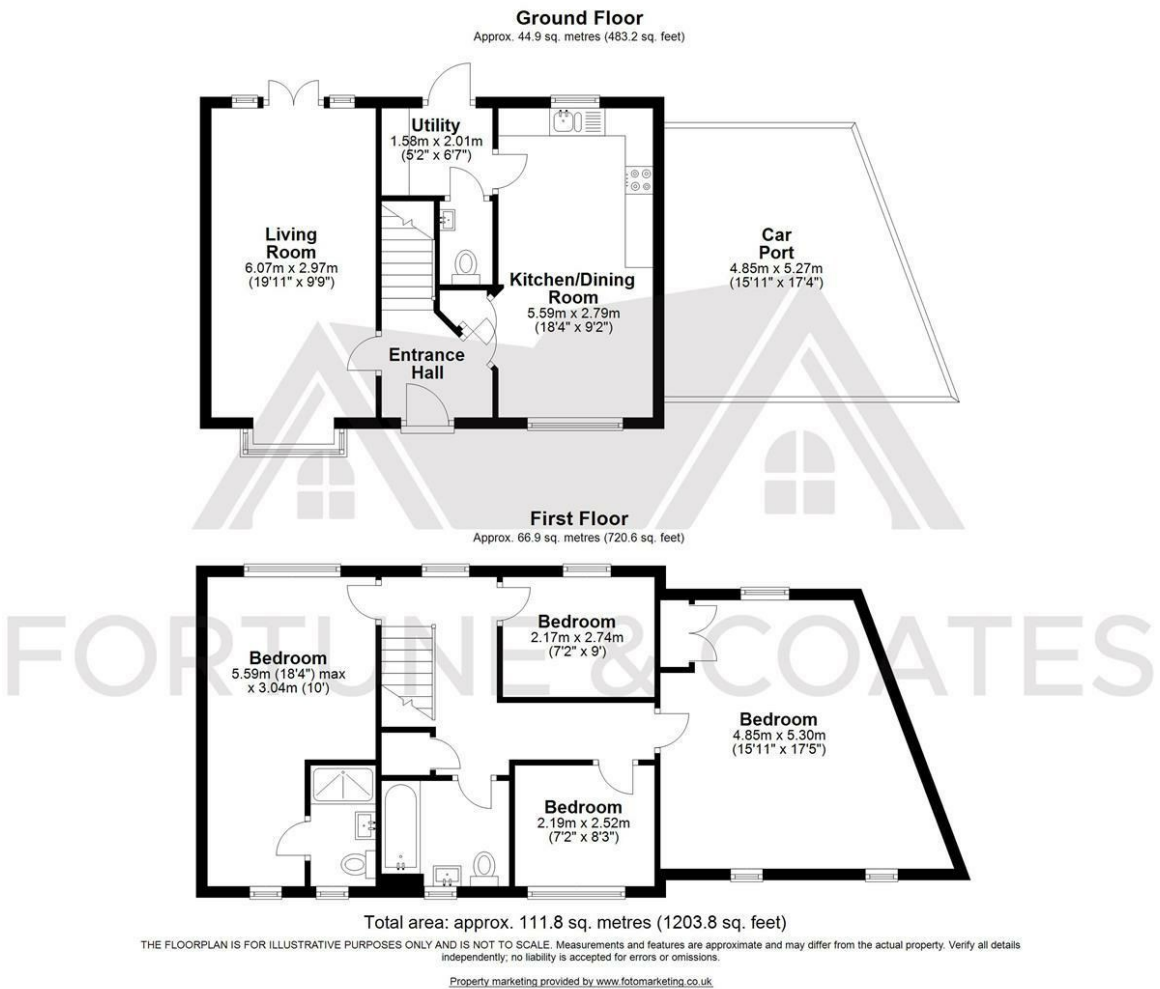 Ground Floor
Approx. 44.9 sq. metres (483.2 sq. feet)
Utility
1.58m x 2.01m
(5'2" x 6'7")
Living
Room
6.07m x 2.97m
(19'11" x 9'9")
Kitchen/Dining
Room
5.59m x 2.79m
(18'4" x 9'2")
Car
Port
4.85m x 5.27m
(15'11" x 17'4")
Entrance
Hall
First Floor
Approx. 66.9 sq. metres (720.6 sq. feet)
FORTUNE & COATES
Bedroom
5.59m (18'4") max
x 3.04m (10')
Bedroom
2.17m x 2.74m
(7'2" x 9')
Bedroom
4.85m x 5.30m
(15'11" x 17'5")
Bedroom
2.19m x 2.52m
(7'2" x 8'3")
Total area: approx. 111.8 sq. metres (1203.8 sq. feet)
THE FLOORPLAN IS FOR ILLUSTRATIVE PURPOSES ONLY AND IS NOT TO SCALE. Measurements and features are approximate and may differ from the actual property. Verify all details
independently; no liability is accepted for errors or omissions.
Property marketing provided by www.fotomarketing.co.uk